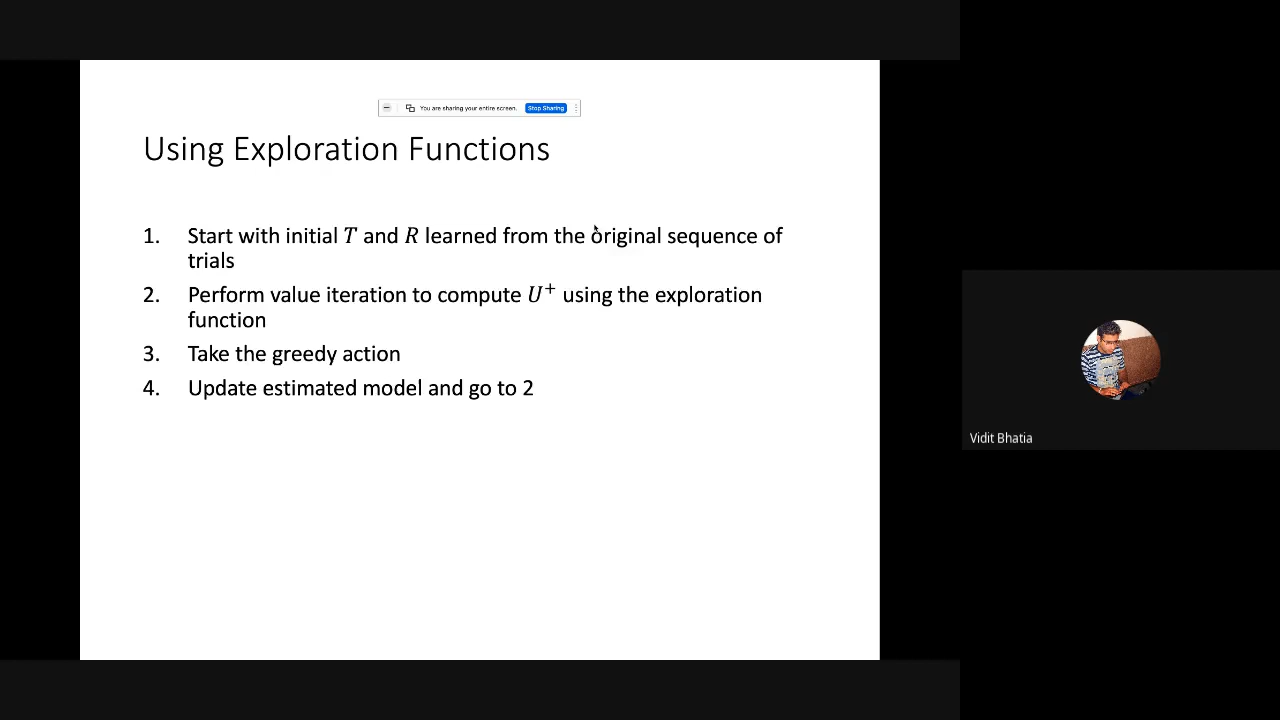 You are sharing your entire screen. Stop Sharing
Using Exploration Functions
1. Start with initial T and R learned from the original sequence of
trials
2. Perform value iteration to compute U⁺ using the exploration
function
3. Take the greedy action
4. Update estimated model and go to 2
Vidit Bhatia